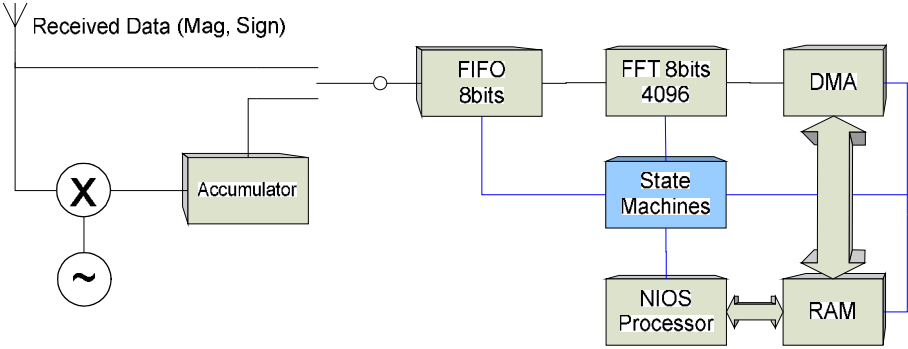 Received Data (Mag, Sign)
FIFO
8bits
FFT 8bits
4096
DMA
X
Accumulator
State
Machines
~
NIOS
Processor
RAM